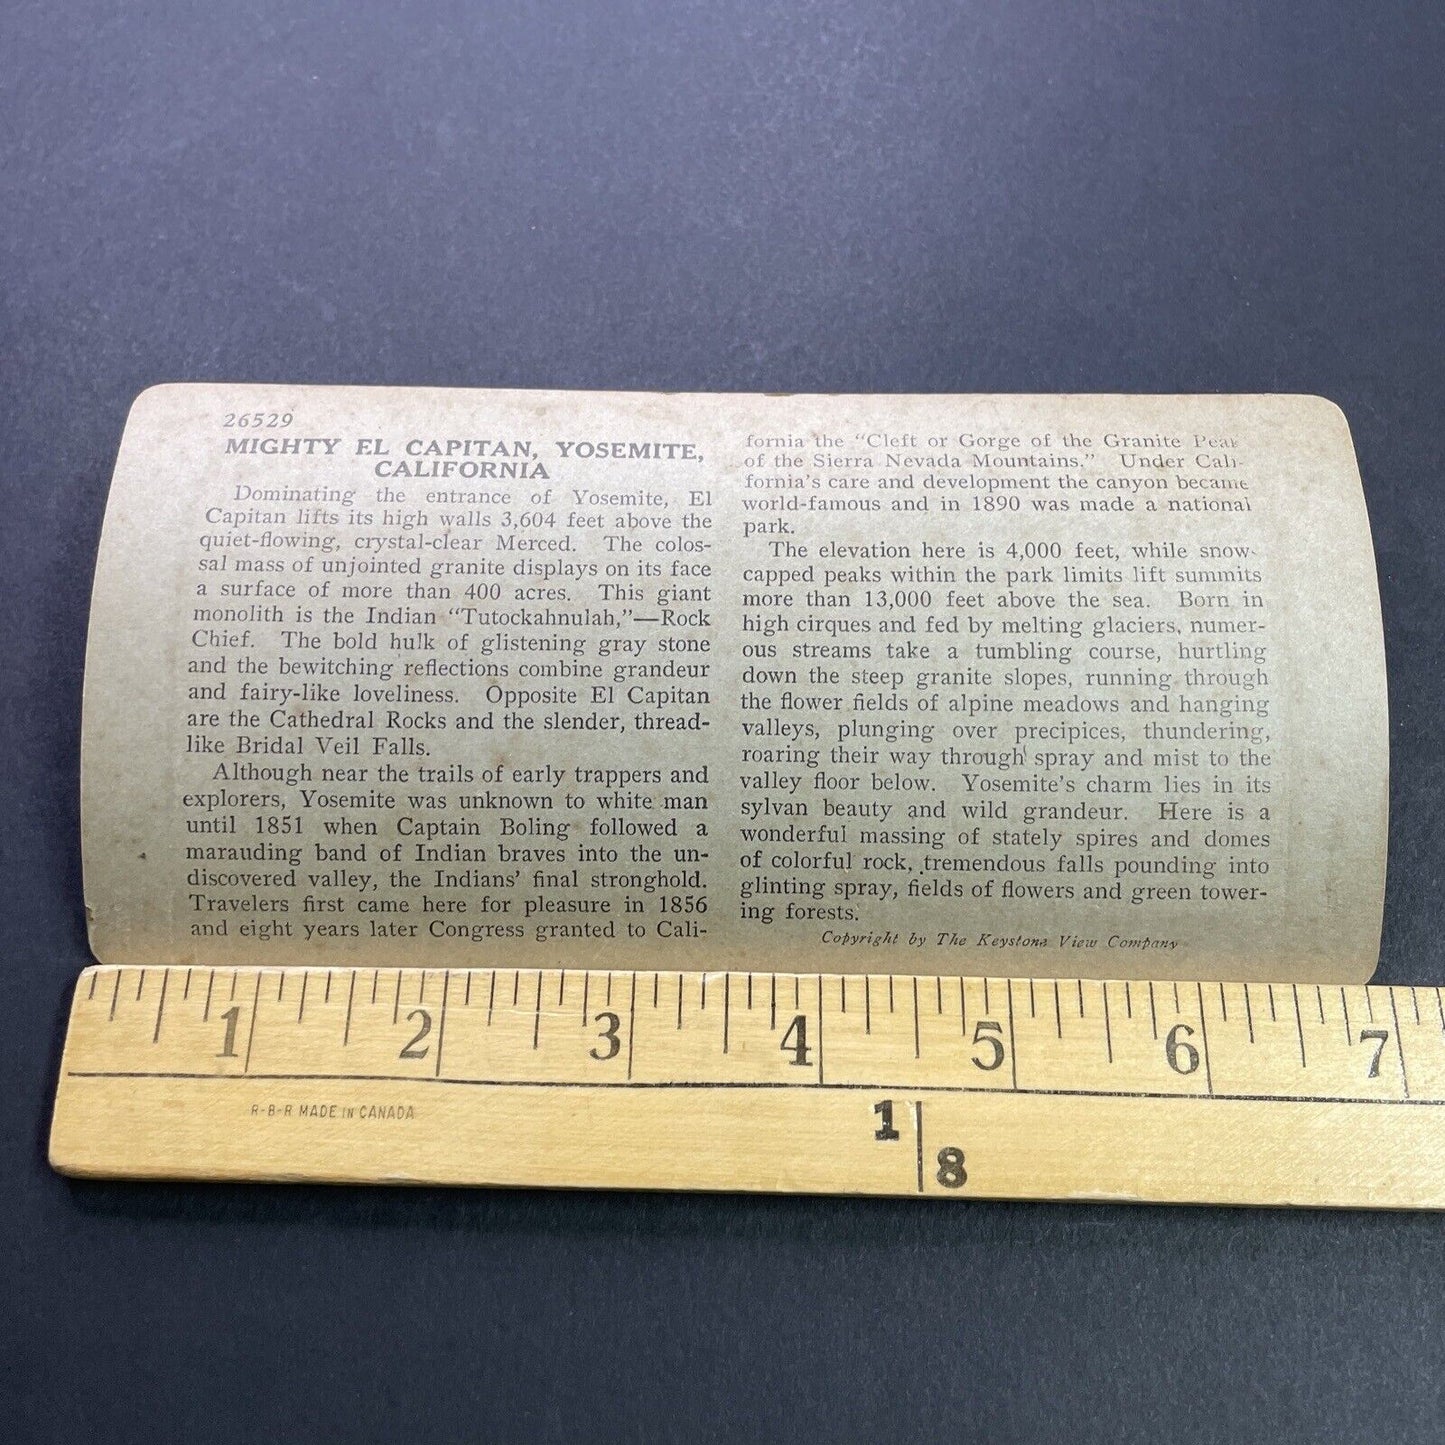 26529
MIGHTY EL CAPITAN, YOSEMITE,
CALIFORNIA
Dominating the entrance of Yosemite, El
Capitan lifts its high walls 3,604 feet above the
quiet-flowing, crystal-clear Merced. The colos-
sal mass of unjointed granite displays on its face
a surface of more than 400 acres. This giant
monolith is the Indian "Tutockahnulah,"—Rock
Chief. The bold hulk of glistening gray stone
and the bewitching reflections combine grandeur
and fairy-like loveliness. Opposite El Capitan
are the Cathedral Rocks and the slender, thread-
like Bridal Veil Falls.
Although near the trails of early trappers and
explorers, Yosemite was unknown to white man
until 1851 when Captain Boling followed a
marauding band of Indian braves into the un-
discovered valley, the Indians' final stronghold.
Travelers first came here for pleasure in 1856
and eight years later Congress granted to Cali-
fornia the "Cleft or Gorge of the Granite Peak
of the Sierra Nevada Mountains." Under Cali-
fornia's care and development the canyon became
world-famous and in 1890 was made a national
park.
The elevation here is 4,000 feet, while snow-
capped peaks within the park limits lift summits
more than 13,000 feet above the sea. Born in
high cirques and fed by melting glaciers, numer-
ous streams take a tumbling course, hurtling
down the steep granite slopes, running through
the flower fields of alpine meadows and hanging
valleys, plunging over precipices, thundering,
roaring their way through spray and mist to the
valley floor below. Yosemite's charm lies in its
sylvan beauty and wild grandeur. Here is a
wonderful massing of stately spires and domes
of colorful rock, tremendous falls pounding into
glinting spray, fields of flowers and green tower-
ing forests.
Copyright by The Keystone View Company
1 2 3 4 5 6 7
R-B-R MADE IN CANADA
1
8